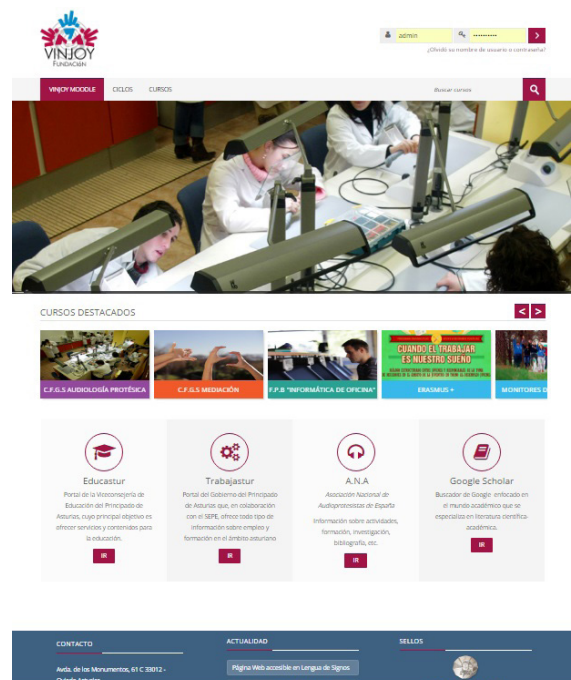 VINJOY
FUNDACIÓN
admin
¿Olvidó su nombre de usuario o contraseña?
VINJOY MOODLE
CICLOS
CURSOS
Buscar cursos
CURSOS DESTACADOS
< >
C.F.G.S AUDIOLOGÍA PROTÉSICA
C.F.G.S MEDIACIÓN
F.P.B "INFORMÁTICA DE OFICINA"
CUANDO EL TRABAJAR
ES NUESTRO SUEÑO
ERASMUS +
MONITORES D
Educastur
Portal de la Viceconsejería de
Educación del Principado de
Asturias, cuyo principal objetivo es
ofrecer servicios y contenidos para
la educación.
IR
Trabajastur
Portal del Gobierno del Principado
de Asturias que, en colaboración
con el SEPE, ofrece todo tipo de
información sobre empleo y
formación en el ámbito asturiano
IR
A.N.A
Asociación Nacional de
Audioprotesistas de España
Información sobre actividades,
formación, investigación,
bibliografía, etc.
IR
Google Scholar
Buscador de Google enfocado en
el mundo académico que se
especializa en literatura científica-
académica.
IR
CONTACTO
Avda. de los Monumentos, 61 C 33012 -
ACTUALIDAD
Página Web accesible en Lengua de Signos
SELLOS